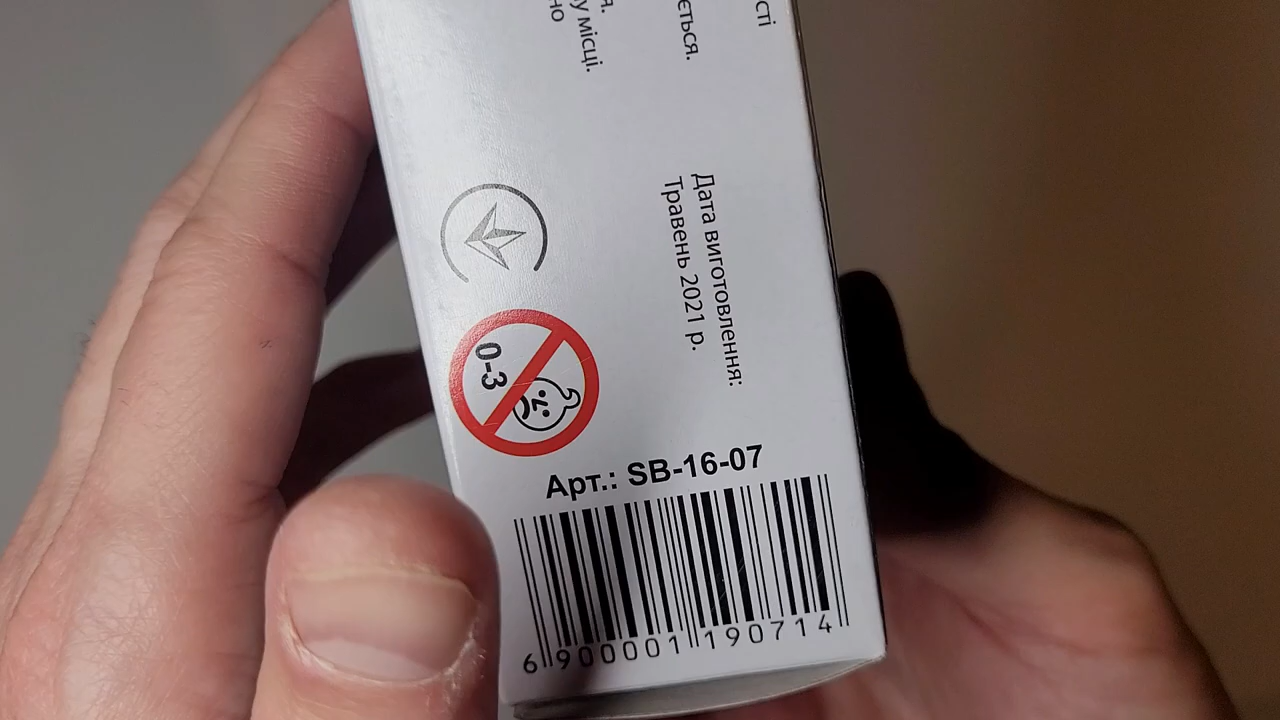 сті
ється.
я.
у місці.
но
Дата виготовлення:
Травень 2021 р.
0-3
Арт.: SB-16-07
6 900001 190714